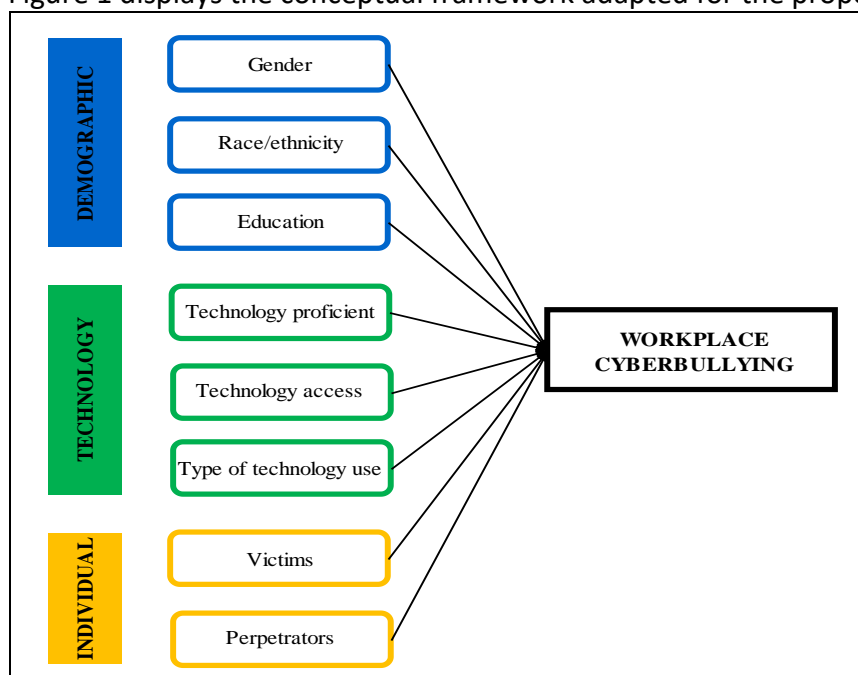 Figure 1 displays the conceptual framework adapted for the propo
DEMOGRAPHIC
Gender
Race/ethnicity
Education
TECHNOLOGY
Technology proficient
Technology access
Type of technology use
INDIVIDUAL
Victims
Perpetrators
WORKPLACE
CYBERBULLYING